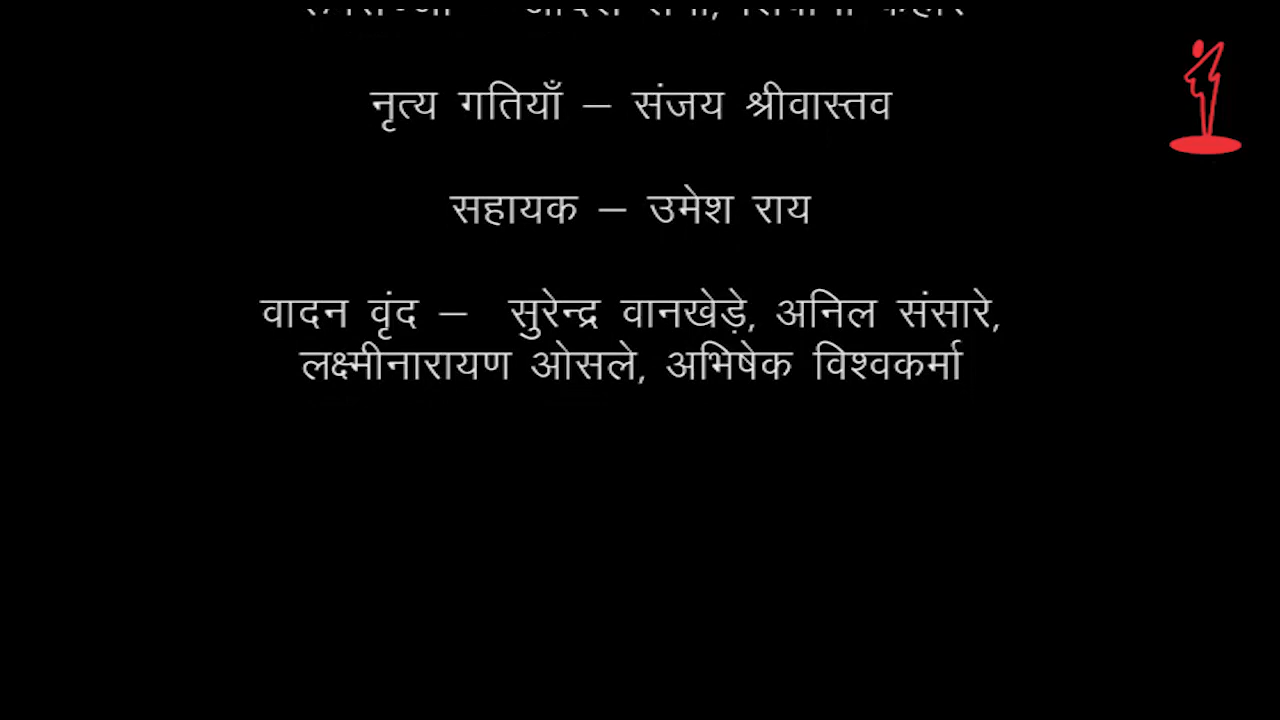 नृत्य गतियाँ – संजय श्रीवास्तव
सहायक – उमेश राय
वादन वृंद – सुरेन्द्र वानखेड़े, अनिल संसारे,
लक्ष्मीनारायण ओसले, अभिषेक विश्वकर्मा